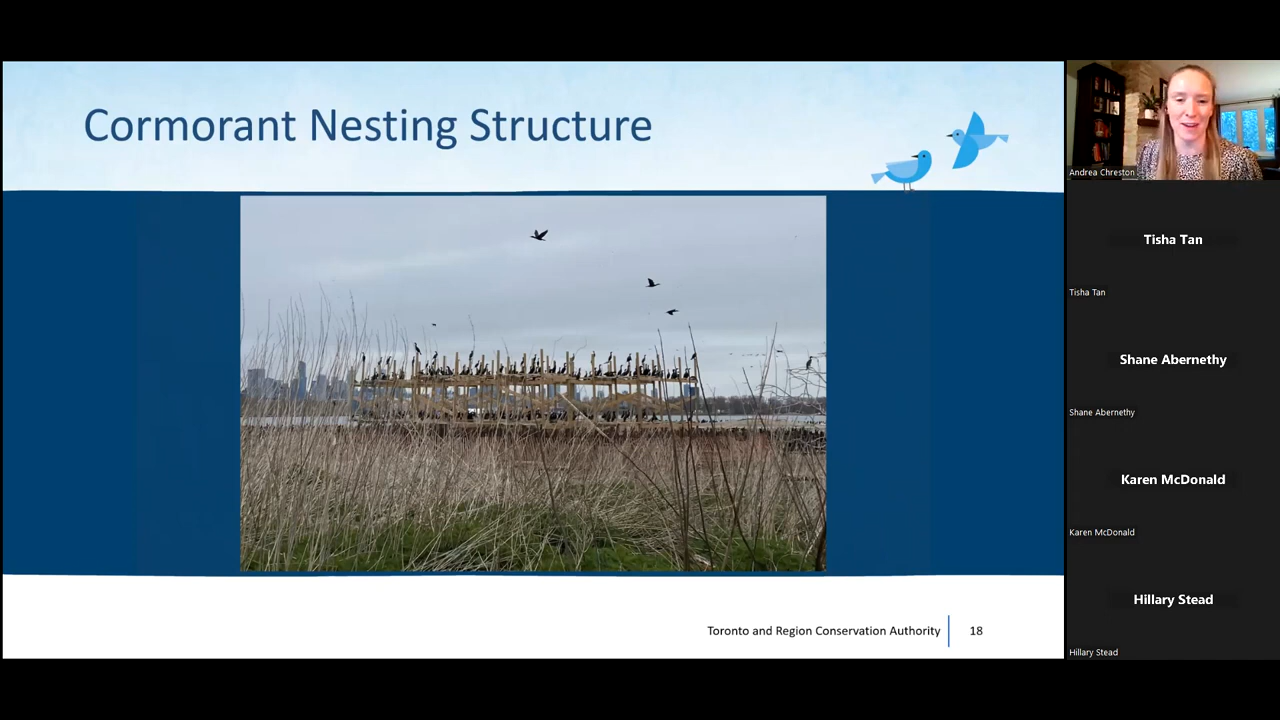 Cormorant Nesting Structure
Toronto and Region Conservation Authority
18
Andrea Chreston
Tisha Tan
Tisha Tan
Shane Abernethy
Shane Abernethy
Karen McDonald
Karen McDonald
Hillary Stead
Hillary Stead